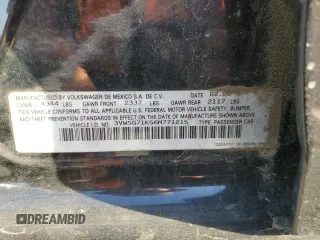 MANUFACTURED BY VOLKSWAGEN DE MEXICO S.A. DE C.V.
GVWR 4344 LBS GAWR FRONT 2337 LBS GAWR REAR 2117 LBS
THIS VEHICLE CONFORMS TO ALL APPLICABLE U.S. FEDERAL MOTOR VEHICLE SAFETY, BUMPER,
AND THEFT PREVENTION STANDARDS IN EFFECT ON THE DATE OF MANUFACTURE SHOWN ABOVE.
VEHICLE I.D. NO. TYPE: PASSENGER CAR
DREAMBID